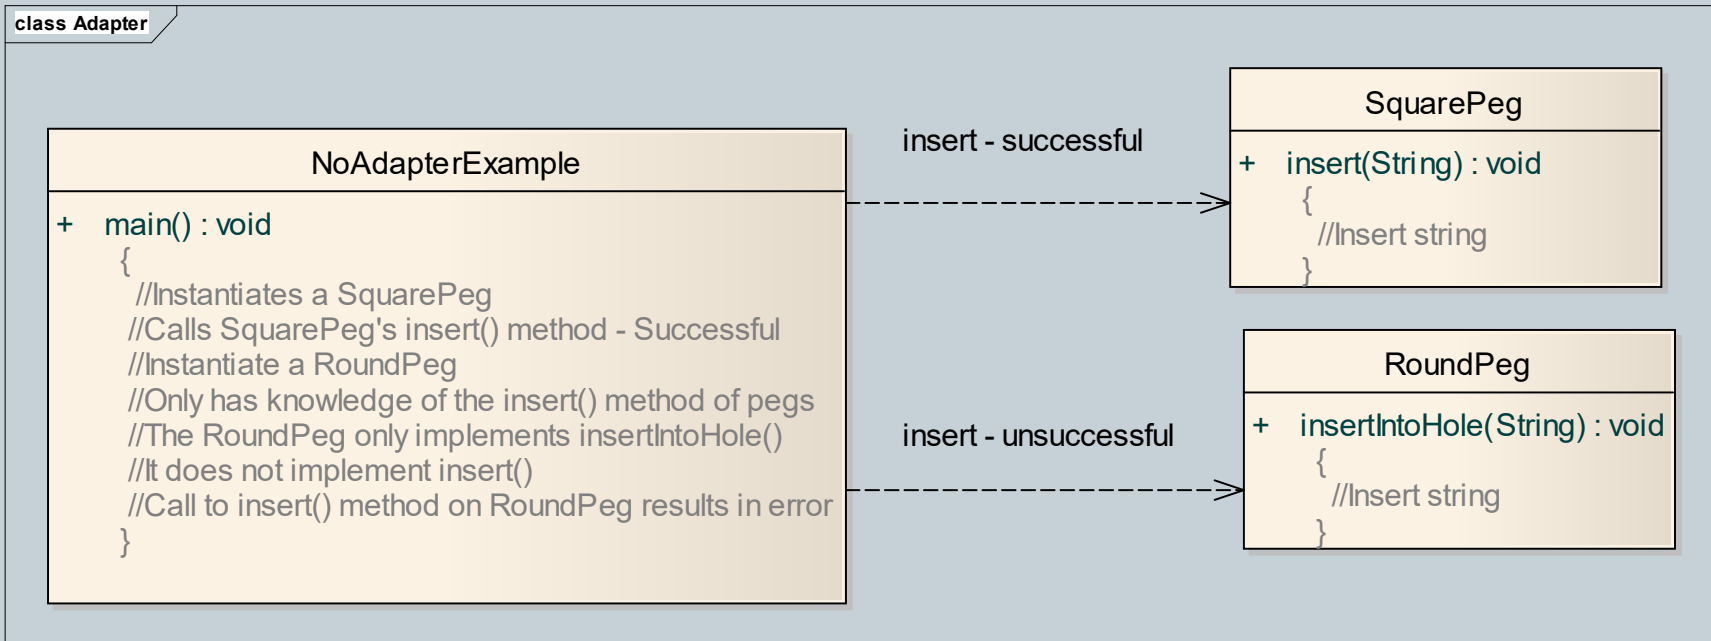 class Adapter
NoAdapterExample
+ main() : void
{
//Instantiates a SquarePeg
//Calls SquarePeg's insert() method - Successful
//Instantiate a RoundPeg
//Only has knowledge of the insert() method of pegs
//The RoundPeg only implements insertIntoHole()
//It does not implement insert()
//Call to insert() method on RoundPeg results in error
}
insert - successful
SquarePeg
+ insert(String) : void
{
//Insert string
}
insert - unsuccessful
RoundPeg
+ insertIntoHole(String) : void
{
//Insert string
}